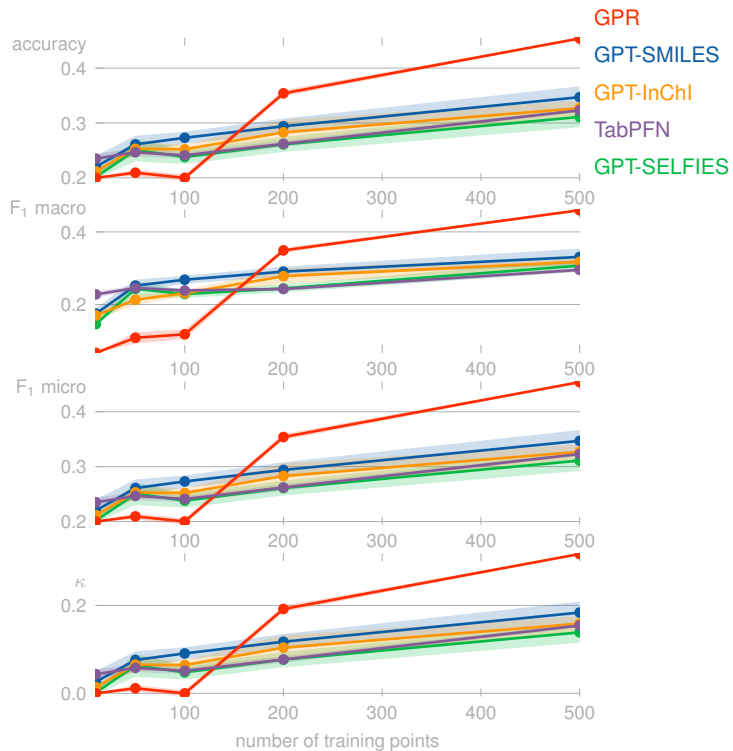 GPR
accuracy
GPT-SMILES
0.4
GPT-InChI
0.3
TabPFN
GPT-SELFIES
0.2
100 200 300 400 500
F1 macro
0.4
0.2
100 200 300 400 500
F1 micro
0.4
0.3
0.2
100 200 300 400 500
κ
0.2
0.0
100 200 300 400 500
number of training points